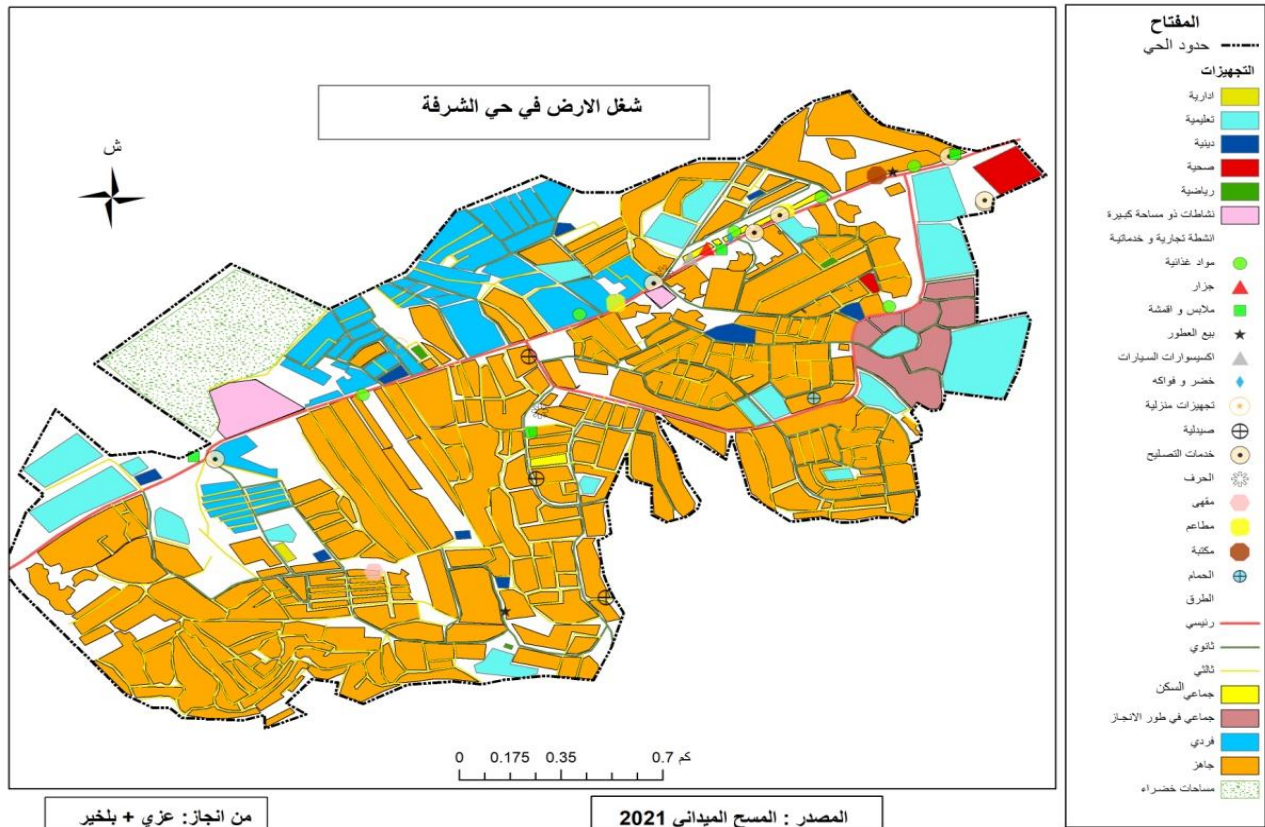 شغل الارض في حي الشرفة
ش
0 0.175 0.35 0.7 كم
المفتاح
حدود الحي
التجهيزات
ادارية
تعليمية
دينية
صحية
رياضية
نشاطات ذو مساحة كبيرة
انشطة تجارية و خدماتية
مواد غذائية
جزار
ملابس و اقمشة
بيع العطور
اكسيسوارات السيارات
خضر و فواكه
تجهيزات منزلية
صيدلية
خدمات التصليح
الحرف
مقهى
مطاعم
مكتبة
الحمام
الطرق
رئيسي
ثانوي
ثالثي
السكن
جماعي
جماعي في طور الانجاز
فردي
جاهز
مساحات خضراء
المصدر : المسح الميداني 2021
من انجاز: عزي + بلخير